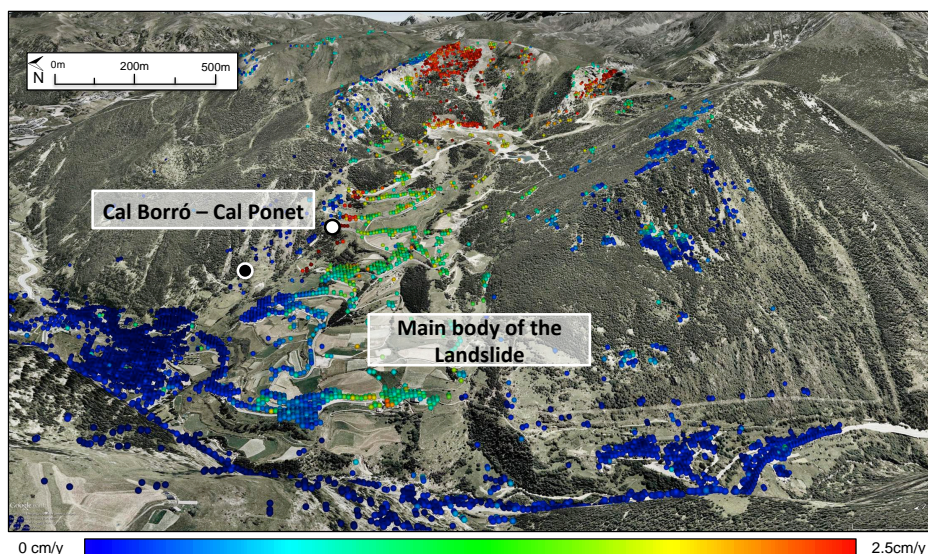 0m 200m 500m
N
Cal Borró – Cal Ponet
Main body of the
Landslide
0 cm/y 2.5cm/y